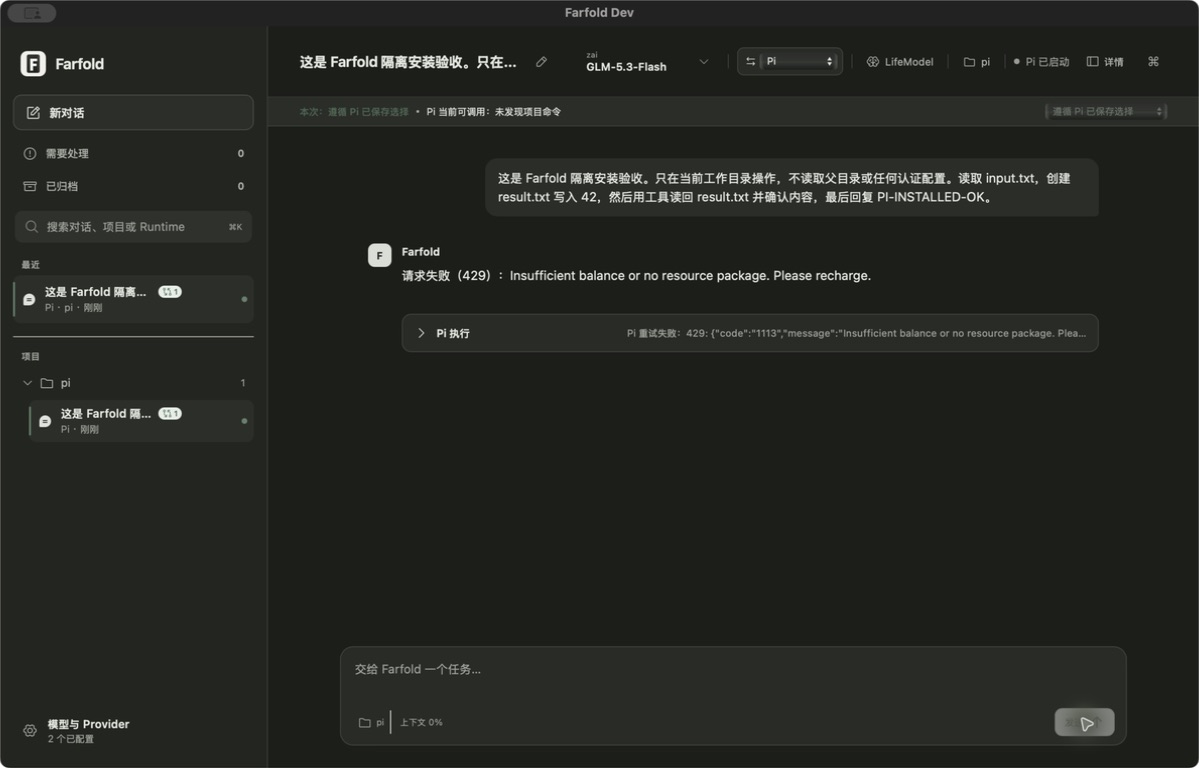 Farfold Dev
F Farfold
新对话
需要处理 0
已归档 0
搜索对话、项目或 Runtime ⌘K
最近
这是 Farfold 隔离... 1
Pi · pi · 刚刚
项目
pi 1
这是 Farfold 隔... 1
Pi · 刚刚
模型与 Provider
2 个已配置
这是 Farfold 隔离安装验收。只在...
zai
GLM-5.3-Flash
Pi
LifeModel
pi
Pi 已启动
详情
⌘
本次：遵循 Pi 已保存选择 • Pi 当前可调用：未发现项目命令
遵循 Pi 已保存选择
这是 Farfold 隔离安装验收。只在当前工作目录操作，不读取父目录或任何认证配置。读取 input.txt，创建
result.txt 写入 42，然后用工具读回 result.txt 并确认内容，最后回复 PI-INSTALLED-OK。
F Farfold
请求失败（429）：Insufficient balance or no resource package. Please recharge.
Pi 执行 Pi 重试失败：429: {"code":"1113","message":"Insufficient balance or no resource package. Plea...
交给 Farfold 一个任务...
pi 上下文 0%